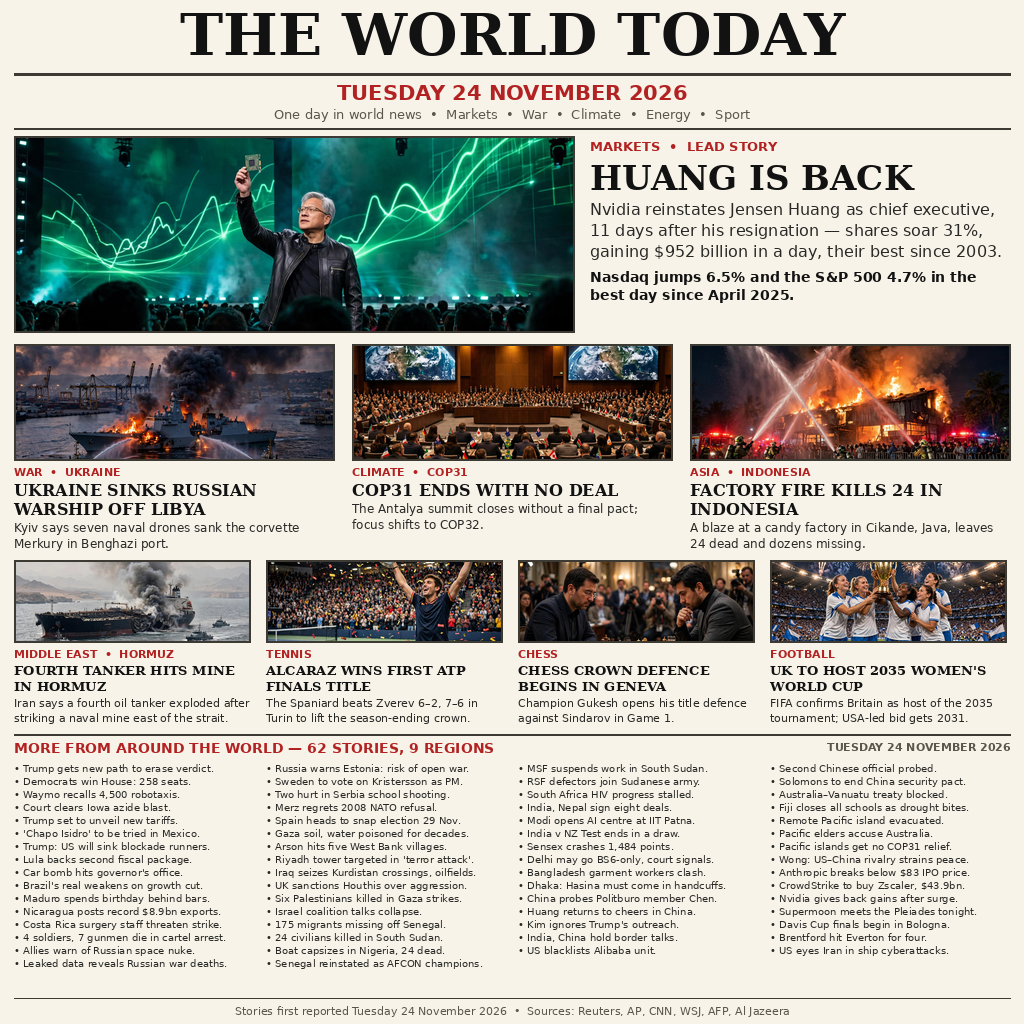 THE WORLD TODAY
TUESDAY 24 NOVEMBER 2026
One day in world news • Markets • War • Climate • Energy • Sport
MARKETS • LEAD STORY
HUANG IS BACK
Nvidia reinstates Jensen Huang as chief executive,
11 days after his resignation — shares soar 31%,
gaining $952 billion in a day, their best since 2003.
Nasdaq jumps 6.5% and the S&P 500 4.7% in the
best day since April 2025.
WAR • UKRAINE
UKRAINE SINKS RUSSIAN
WARSHIP OFF LIBYA
Kyiv says seven naval drones sank the corvette
Merkury in Benghazi port.
CLIMATE • COP31
COP31 ENDS WITH NO DEAL
The Antalya summit closes without a final pact;
focus shifts to COP32.
ASIA • INDONESIA
FACTORY FIRE KILLS 24 IN
INDONESIA
A blaze at a candy factory in Cikande, Java, leaves
24 dead and dozens missing.
MIDDLE EAST • HORMUZ
FOURTH TANKER HITS MINE
IN HORMUZ
Iran says a fourth oil tanker exploded after
striking a naval mine east of the strait.
TENNIS
ALCARAZ WINS FIRST ATP
FINALS TITLE
The Spaniard beats Zverev 6–2, 7–6 in
Turin to lift the season-ending crown.
CHESS
CHESS CROWN DEFENCE
BEGINS IN GENEVA
Champion Gukesh opens his title defence
against Sindarov in Game 1.
FOOTBALL
UK TO HOST 2035 WOMEN'S
WORLD CUP
FIFA confirms Britain as host of the 2035
tournament; USA-led bid gets 2031.
MORE FROM AROUND THE WORLD — 62 STORIES, 9 REGIONS
TUESDAY 24 NOVEMBER 2026
• Trump gets new path to erase verdict.
• Democrats win House: 258 seats.
• Waymo recalls 4,500 robotaxis.
• Court clears Iowa azide blast.
• Trump set to unveil new tariffs.
• 'Chapo Isidro' to be tried in Mexico.
• Trump: US will sink blockade runners.
• Lula backs second fiscal package.
• Car bomb hits governor's office.
• Brazil's real weakens on growth cut.
• Maduro spends birthday behind bars.
• Nicaragua posts record $8.9bn exports.
• Costa Rica surgery staff threaten strike.
• 4 soldiers, 7 gunmen die in cartel arrest.
• Allies warn of Russian space nuke.
• Leaked data reveals Russian war deaths.
• Russia warns Estonia: risk of open war.
• Sweden to vote on Kristersson as PM.
• Two hurt in Serbia school shooting.
• Merz regrets 2008 NATO refusal.
• Spain heads to snap election 29 Nov.
• Gaza soil, water poisoned for decades.
• Arson hits five West Bank villages.
• Riyadh tower targeted in 'terror attack'.
• Iraq seizes Kurdistan crossings, oilfields.
• UK sanctions Houthis over aggression.
• Six Palestinians killed in Gaza strikes.
• Israel coalition talks collapse.
• 175 migrants missing off Senegal.
• 24 civilians killed in South Sudan.
• Boat capsizes in Nigeria, 24 dead.
• Senegal reinstated as AFCON champions.
• MSF suspends work in South Sudan.
• RSF defectors join Sudanese army.
• South Africa HIV progress stalled.
• India, Nepal sign eight deals.
• Modi opens AI centre at IIT Patna.
• India v NZ Test ends in a draw.
• Sensex crashes 1,484 points.
• Delhi may go BS6-only, court signals.
• Bangladesh garment workers clash.
• Dhaka: Hasina must come in handcuffs.
• China probes Politburo member Chen.
• Huang returns to cheers in China.
• Kim ignores Trump's outreach.
• India, China hold border talks.
• US blacklists Alibaba unit.
• Second Chinese official probed.
• Solomons to end China security pact.
• Australia–Vanuatu treaty blocked.
• Fiji closes all schools as drought bites.
• Remote Pacific island evacuated.
• Pacific elders accuse Australia.
• Pacific islands get no COP31 relief.
• Wong: US–China rivalry strains peace.
• Anthropic breaks below $83 IPO price.
• CrowdStrike to buy Zscaler, $43.9bn.
• Nvidia gives back gains after surge.
• Supermoon meets the Pleiades tonight.
• Davis Cup finals begin in Bologna.
• Brentford hit Everton for four.
• US eyes Iran in ship cyberattacks.
Stories first reported Tuesday 24 November 2026 • Sources: Reuters, AP, CNN, WSJ, AFP, Al Jazeera